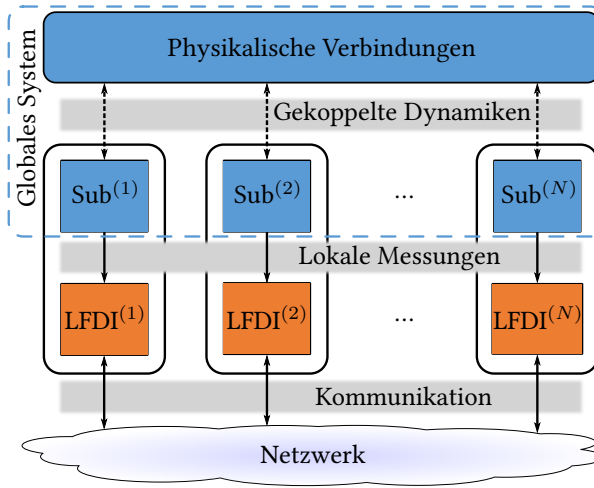 Globales System
Physikalische Verbindungen
Gekoppelte Dynamiken
Sub(1) Sub(2) ... Sub(N)
Lokale Messungen
LFDI(1) LFDI(2) ... LFDI(N)
Kommunikation
Netzwerk